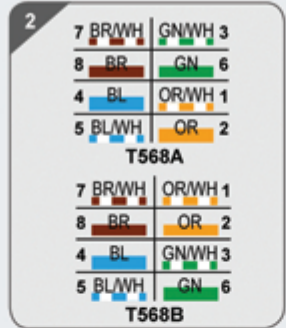 2
7 BR/WH GN/WH 3
8 BR GN 6
4 BL OR/WH 1
5 BL/WH OR 2
T568A
7 BR/WH OR/WH 1
8 BR OR 2
4 BL GN/WH 3
5 BL/WH GN 6
T568B